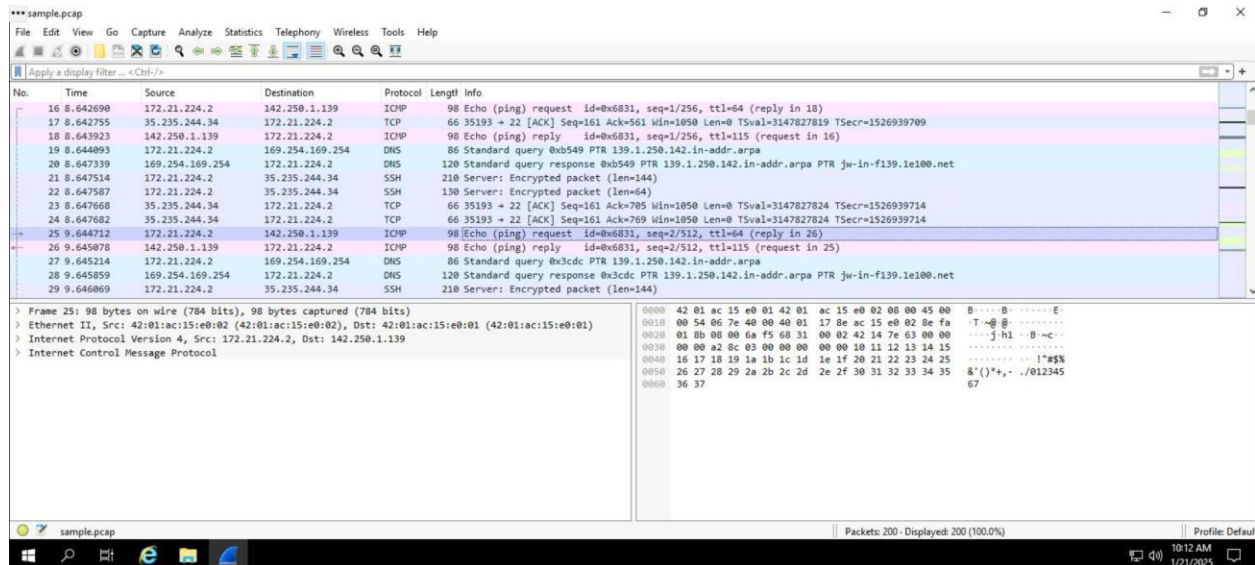 sample.pcap
File Edit View Go Capture Analyze Statistics Telephony Wireless Tools Help
Apply a display filter ... <Ctrl-/>
No. Time Source Destination Protocol Length Info
16 8.642690 172.21.224.2 142.250.1.139 ICMP 98 Echo (ping) request id=0x6831, seq=1/256, ttl=64 (reply in 18)
17 8.642755 35.235.244.34 172.21.224.2 TCP 66 35193 → 22 [ACK] Seq=161 Ack=561 Win=1050 Len=0 TSval=3147827819 TSecr=1526939709
18 8.643923 142.250.1.139 172.21.224.2 ICMP 98 Echo (ping) reply id=0x6831, seq=1/256, ttl=115 (request in 16)
19 8.644093 172.21.224.2 169.254.169.254 DNS 86 Standard query 0xb549 PTR 139.1.250.142.in-addr.arpa
20 8.647339 169.254.169.254 172.21.224.2 DNS 120 Standard query response 0xb549 PTR 139.1.250.142.in-addr.arpa PTR jw-in-f139.1e100.net
21 8.647514 172.21.224.2 35.235.244.34 SSH 210 Server: Encrypted packet (len=144)
22 8.647587 172.21.224.2 35.235.244.34 SSH 130 Server: Encrypted packet (len=64)
23 8.647668 35.235.244.34 172.21.224.2 TCP 66 35193 → 22 [ACK] Seq=161 Ack=705 Win=1050 Len=0 TSval=3147827824 TSecr=1526939714
24 8.647682 35.235.244.34 172.21.224.2 TCP 66 35193 → 22 [ACK] Seq=161 Ack=769 Win=1050 Len=0 TSval=3147827824 TSecr=1526939714
25 9.644712 172.21.224.2 142.250.1.139 ICMP 98 Echo (ping) request id=0x6831, seq=2/512, ttl=64 (reply in 26)
26 9.645078 142.250.1.139 172.21.224.2 ICMP 98 Echo (ping) reply id=0x6831, seq=2/512, ttl=115 (request in 25)
27 9.645214 172.21.224.2 169.254.169.254 DNS 86 Standard query 0x3cdc PTR 139.1.250.142.in-addr.arpa
28 9.645859 169.254.169.254 172.21.224.2 DNS 120 Standard query response 0x3cdc PTR 139.1.250.142.in-addr.arpa PTR jw-in-f139.1e100.net
29 9.646069 172.21.224.2 35.235.244.34 SSH 210 Server: Encrypted packet (len=144)
> Frame 25: 98 bytes on wire (784 bits), 98 bytes captured (784 bits)
> Ethernet II, Src: 42:01:ac:15:e0:02 (42:01:ac:15:e0:02), Dst: 42:01:ac:15:e0:01 (42:01:ac:15:e0:01)
> Internet Protocol Version 4, Src: 172.21.224.2, Dst: 142.250.1.139
> Internet Control Message Protocol
0000 42 01 ac 15 e0 01 42 01 ac 15 e0 02 08 00 45 00 B·····B· ······E·
0010 00 54 06 7e 40 00 40 01 17 8e ac 15 e0 02 8e fa ·T·~@·@· ········
0020 01 8b 08 00 6a f5 68 31 00 02 42 14 7e 63 00 00 ····j·h1 ··B·~c··
0030 00 00 a2 8c 03 00 00 00 00 00 10 11 12 13 14 15 ········ ········
0040 16 17 18 19 1a 1b 1c 1d 1e 1f 20 21 22 23 24 25 ········ ·· !"#$%
0050 26 27 28 29 2a 2b 2c 2d 2e 2f 30 31 32 33 34 35 &'()*+,- ./012345
0060 36 37 67
sample.pcap Packets: 200 · Displayed: 200 (100.0%) Profile: Default
10:12 AM
1/21/2025